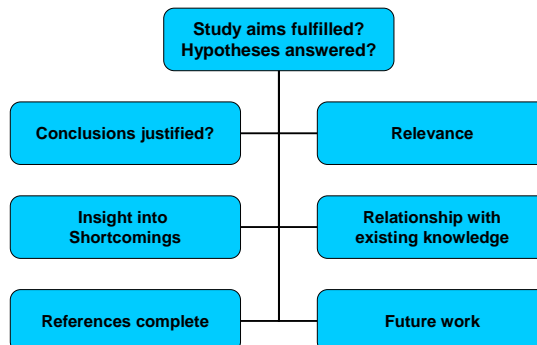 Study aims fulfilled?
Hypotheses answered?
Conclusions justified?
Relevance
Insight into
Shortcomings
Relationship with
existing knowledge
References complete
Future work